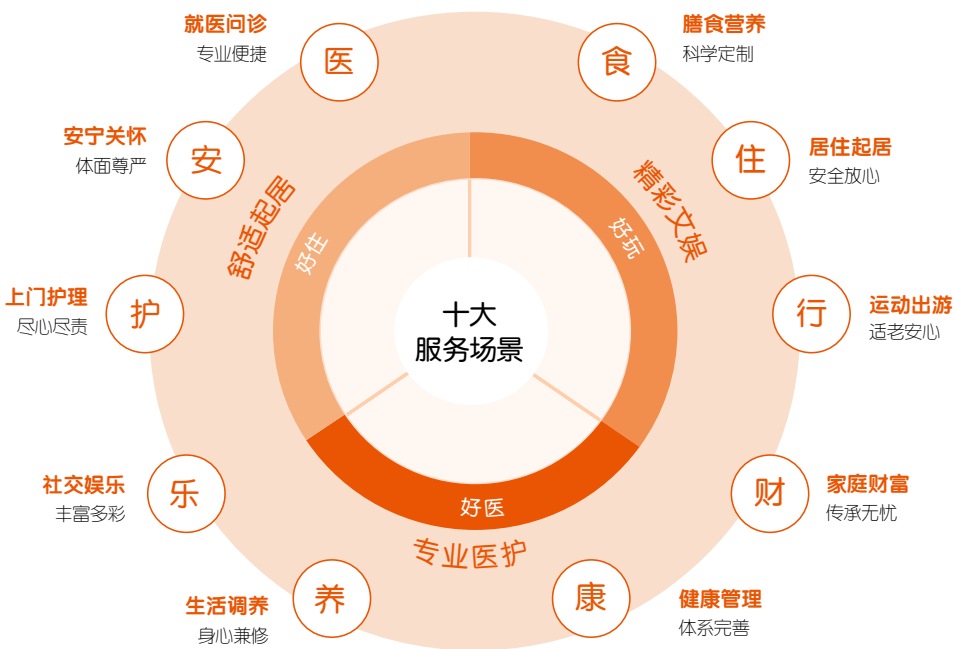 就医问诊
专业便捷
医
食
膳食营养
科学定制
安宁关怀
体面尊严
安
住
居住起居
安全放心
舒适起居
好住
好玩
精彩文娱
上门护理
尽心尽责
护
十大
服务场景
行
运动出游
适老安心
社交娱乐
丰富多彩
乐
好医
专业医护
财
家庭财富
传承无忧
生活调养
身心兼修
养
康
健康管理
体系完善